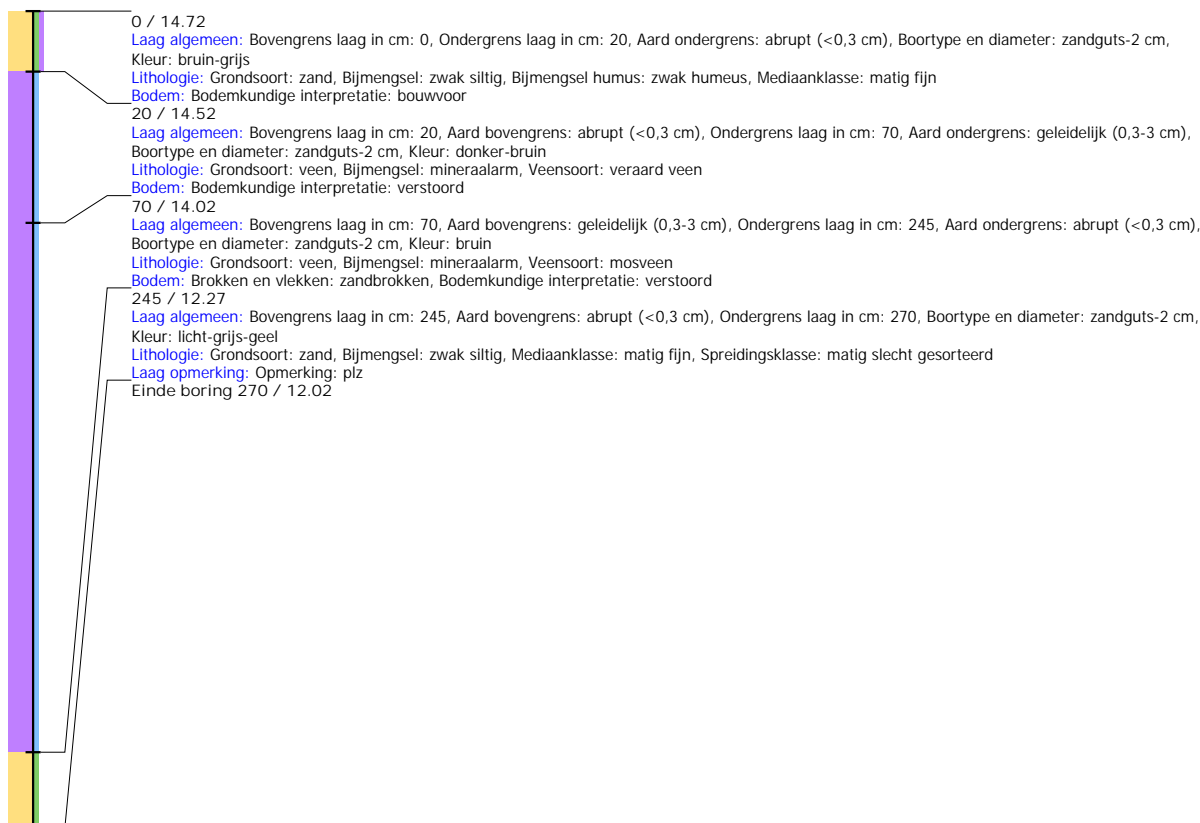 0 / 14.72
Laag algemeen: Bovengrens laag in cm: 0, Ondergrens laag in cm: 20, Aard ondergrens: abrupt (<0,3 cm), Boortype en diameter: zandguts-2 cm,
Kleur: bruin-grijs
Lithologie: Grondsoort: zand, Bijmengsel: zwak siltig, Bijmengsel humus: zwak humeus, Mediaanklasse: matig fijn
Bodem: Bodemkundige interpretatie: bouwvoor
20 / 14.52
Laag algemeen: Bovengrens laag in cm: 20, Aard bovengrens: abrupt (<0,3 cm), Ondergrens laag in cm: 70, Aard ondergrens: geleidelijk (0,3-3 cm),
Boortype en diameter: zandguts-2 cm, Kleur: donker-bruin
Lithologie: Grondsoort: veen, Bijmengsel: mineraalarm, Veensoort: veraard veen
Bodem: Bodemkundige interpretatie: verstoord
70 / 14.02
Laag algemeen: Bovengrens laag in cm: 70, Aard bovengrens: geleidelijk (0,3-3 cm), Ondergrens laag in cm: 245, Aard ondergrens: abrupt (<0,3 cm),
Boortype en diameter: zandguts-2 cm, Kleur: bruin
Lithologie: Grondsoort: veen, Bijmengsel: mineraalarm, Veensoort: mosveen
Bodem: Brokken en vlekken: zandbrokken, Bodemkundige interpretatie: verstoord
245 / 12.27
Laag algemeen: Bovengrens laag in cm: 245, Aard bovengrens: abrupt (<0,3 cm), Ondergrens laag in cm: 270, Boortype en diameter: zandguts-2 cm,
Kleur: licht-grijs-geel
Lithologie: Grondsoort: zand, Bijmengsel: zwak siltig, Mediaanklasse: matig fijn, Spreidingsklasse: matig slecht gesorteerd
Laag opmerking: Opmerking: plz
Einde boring 270 / 12.02